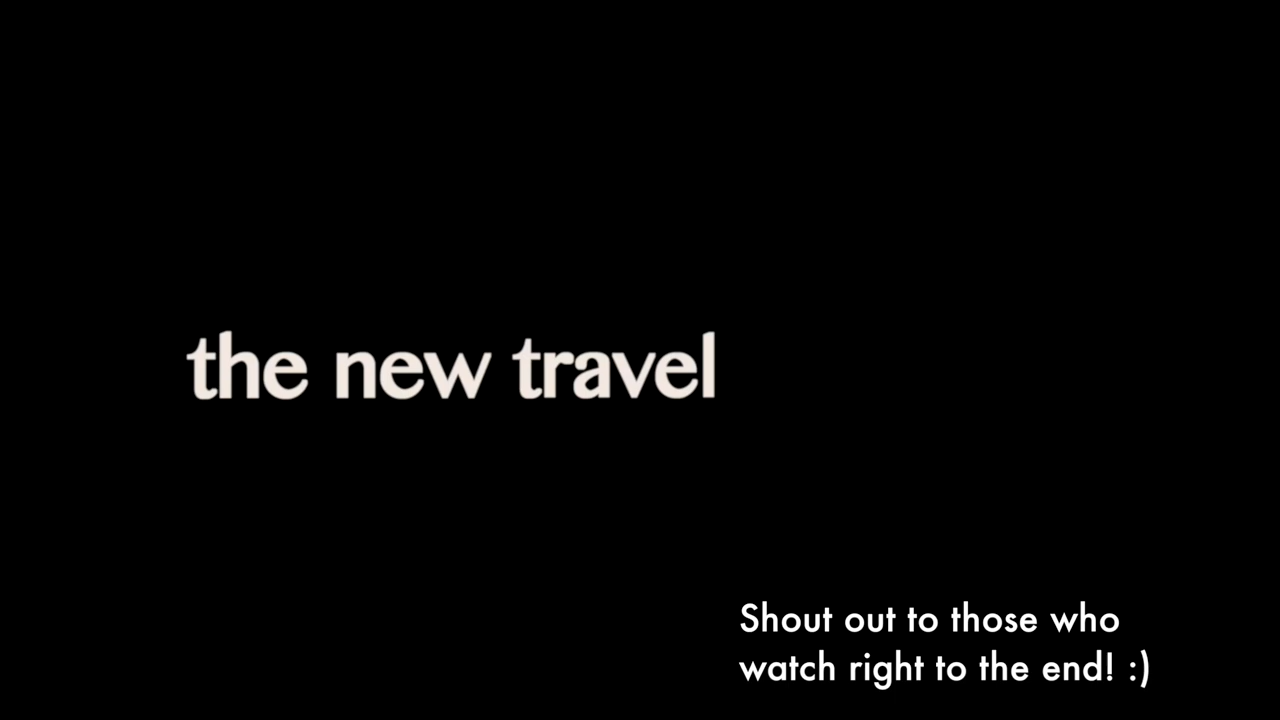 the new travel
Shout out to those who
watch right to the end! :)